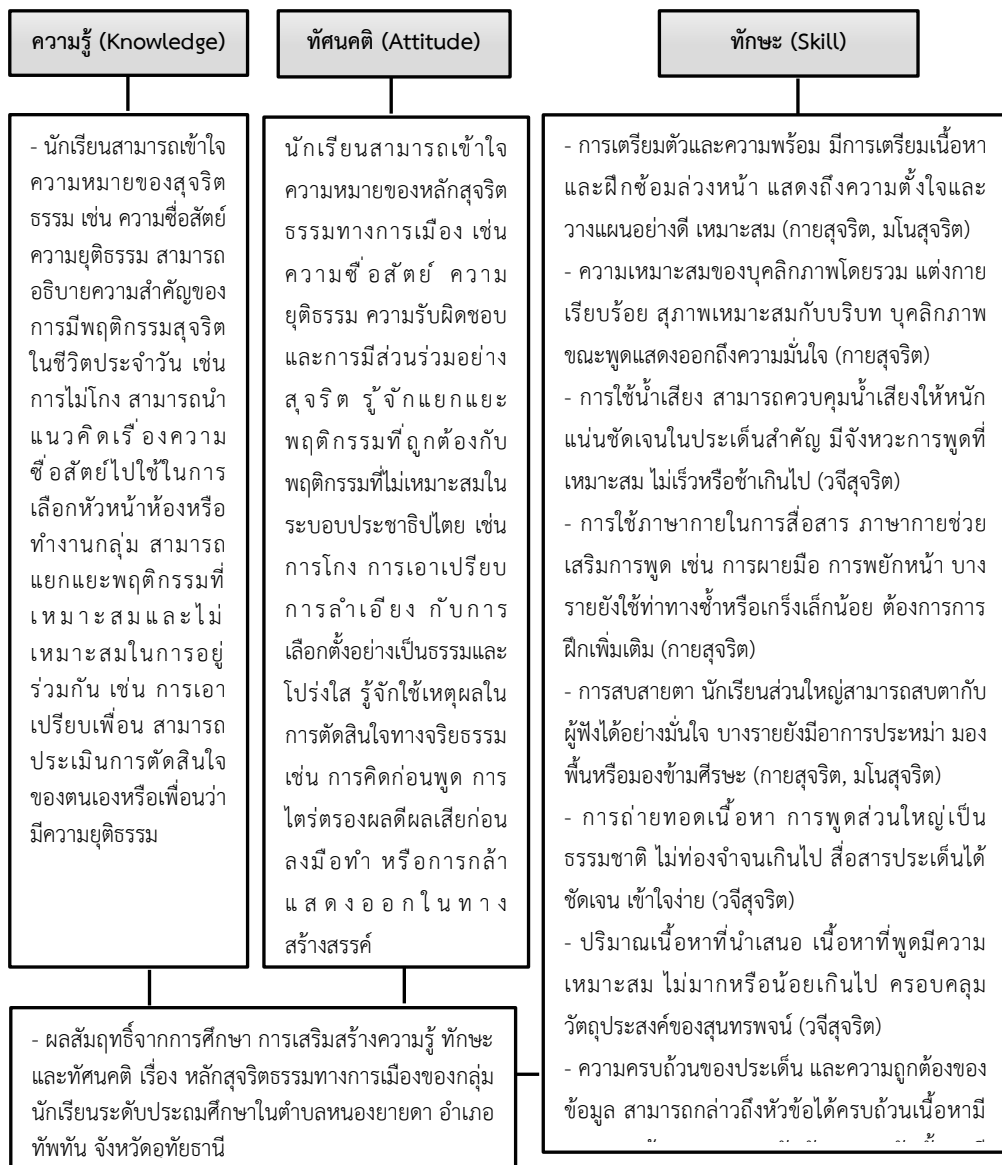 ความรู้ (Knowledge)
- นักเรียนสามารถเข้าใจ
ความหมายของสุจริต
ธรรม เช่น ความซื่อสัตย์
ความยุติธรรม สามารถ
อธิบายความสำคัญของ
การมีพฤติกรรมสุจริต
ในชีวิตประจำวัน เช่น
การไม่โกง สามารถนำ
แนวคิดเรื่องความ
ซื่อสัตย์ไปใช้ในการ
เลือกหัวหน้าห้องหรือ
ทำงานกลุ่ม สามารถ
แยกแยะพฤติกรรมที่
เหมาะสมและไม่
เหมาะสมในการอยู่
ร่วมกัน เช่น การเอา
เปรียบเพื่อน สามารถ
ประเมินการตัดสินใจ
ของตนเองหรือเพื่อนว่า
มีความยุติธรรม
ทัศนคติ (Attitude)
นักเรียนสามารถเข้าใจ
ความหมายของหลักสุจริต
ธรรมทางการเมือง เช่น
ความซื่อสัตย์ ความ
ยุติธรรม ความรับผิดชอบ
และการมีส่วนร่วมอย่าง
สุจริต รู้จักแยกแยะ
พฤติกรรมที่ถูกต้องกับ
พฤติกรรมที่ไม่เหมาะสมใน
ระบอบประชาธิปไตย เช่น
การโกง การเอาเปรียบ
การลำเอียง กับการ
เลือกตั้งอย่างเป็นธรรมและ
โปร่งใส รู้จักใช้เหตุผลใน
การตัดสินใจทางจริยธรรม
เช่น การคิดก่อนพูด การ
ไตร่ตรองผลดีผลเสียก่อน
ลงมือทำ หรือการกล้า
แสดงออกในทาง
สร้างสรรค์
ทักษะ (Skill)
- การเตรียมตัวและความพร้อม มีการเตรียมเนื้อหา
และฝึกซ้อมล่วงหน้า แสดงถึงความตั้งใจและ
วางแผนอย่างดี เหมาะสม (กายสุจริต, มโนสุจริต)
- ความเหมาะสมของบุคลิกภาพโดยรวม แต่งกาย
เรียบร้อย สุภาพเหมาะสมกับบริบท บุคลิกภาพ
ขณะพูดแสดงออกถึงความมั่นใจ (กายสุจริต)
- การใช้น้ำเสียง สามารถควบคุมน้ำเสียงให้หนัก
แน่นชัดเจนในประเด็นสำคัญ มีจังหวะการพูดที่
เหมาะสม ไม่เร็วหรือช้าเกินไป (วจีสุจริต)
- การใช้ภาษากายในการสื่อสาร ภาษากายช่วย
เสริมการพูด เช่น การผายมือ การพยักหน้า บาง
รายยังใช้ท่าทางซ้ำหรือเกร็งเล็กน้อย ต้องการการ
ฝึกเพิ่มเติม (กายสุจริต)
- การสบสายตา นักเรียนส่วนใหญ่สามารถสบตากับ
ผู้ฟังได้อย่างมั่นใจ บางรายยังมีอาการประหม่า มอง
พื้นหรือมองข้ามศีรษะ (กายสุจริต, มโนสุจริต)
- การถ่ายทอดเนื้อหา การพูดส่วนใหญ่เป็น
ธรรมชาติ ไม่ท่องจำจนเกินไป สื่อสารประเด็นได้
ชัดเจน เข้าใจง่าย (วจีสุจริต)
- ปริมาณเนื้อหาที่นำเสนอ เนื้อหาที่พูดมีความ
เหมาะสม ไม่มากหรือน้อยเกินไป ครอบคลุม
วัตถุประสงค์ของสุนทรพจน์ (วจีสุจริต)
- ความครบถ้วนของประเด็น และความถูกต้องของ
ข้อมูล สามารถกล่าวถึงหัวข้อได้ครบถ้วนเนื้อหามี
- ผลสัมฤทธิ์จากการศึกษา การเสริมสร้างความรู้ ทักษะ
และทัศนคติ เรื่อง หลักสุจริตธรรมทางการเมืองของกลุ่ม
นักเรียนระดับประถมศึกษาในตำบลหนองยายดา อำเภอ
ทัพทัน จังหวัดอุทัยธานี